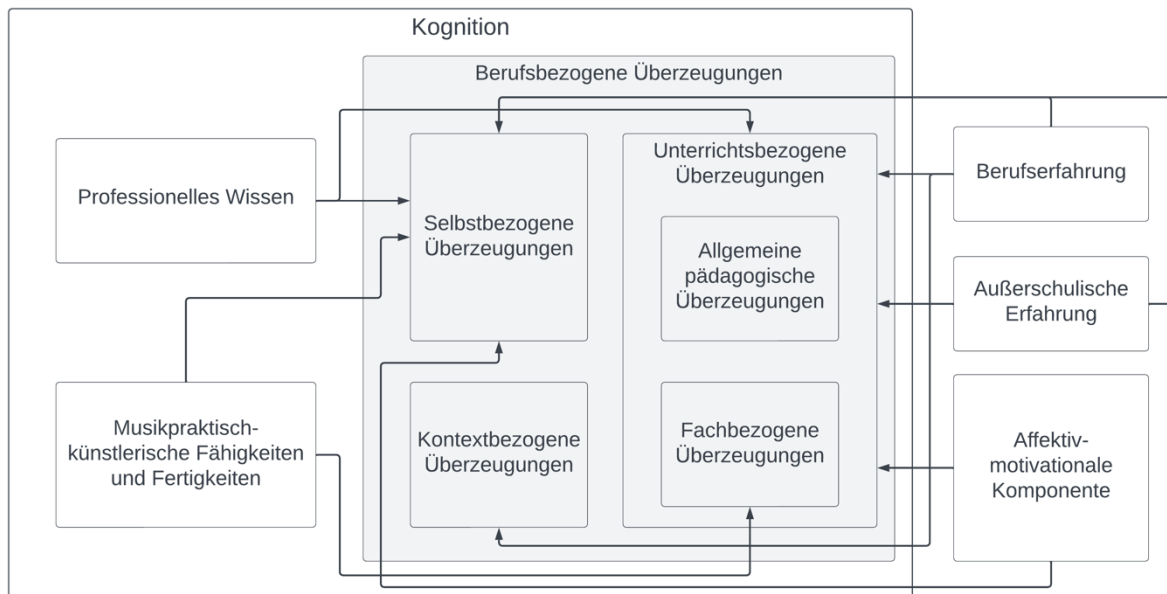 Kognition
Berufsbezogene Überzeugungen
Professionelles Wissen
Selbstbezogene
Überzeugungen
Unterrichtsbezogene
Überzeugungen
Allgemeine
pädagogische
Überzeugungen
Berufserfahrung
Außerschulische
Erfahrung
Musikpraktisch-
künstlerische Fähigkeiten
und Fertigkeiten
Kontextbezogene
Überzeugungen
Fachbezogene
Überzeugungen
Affektiv-
motivationale
Komponente